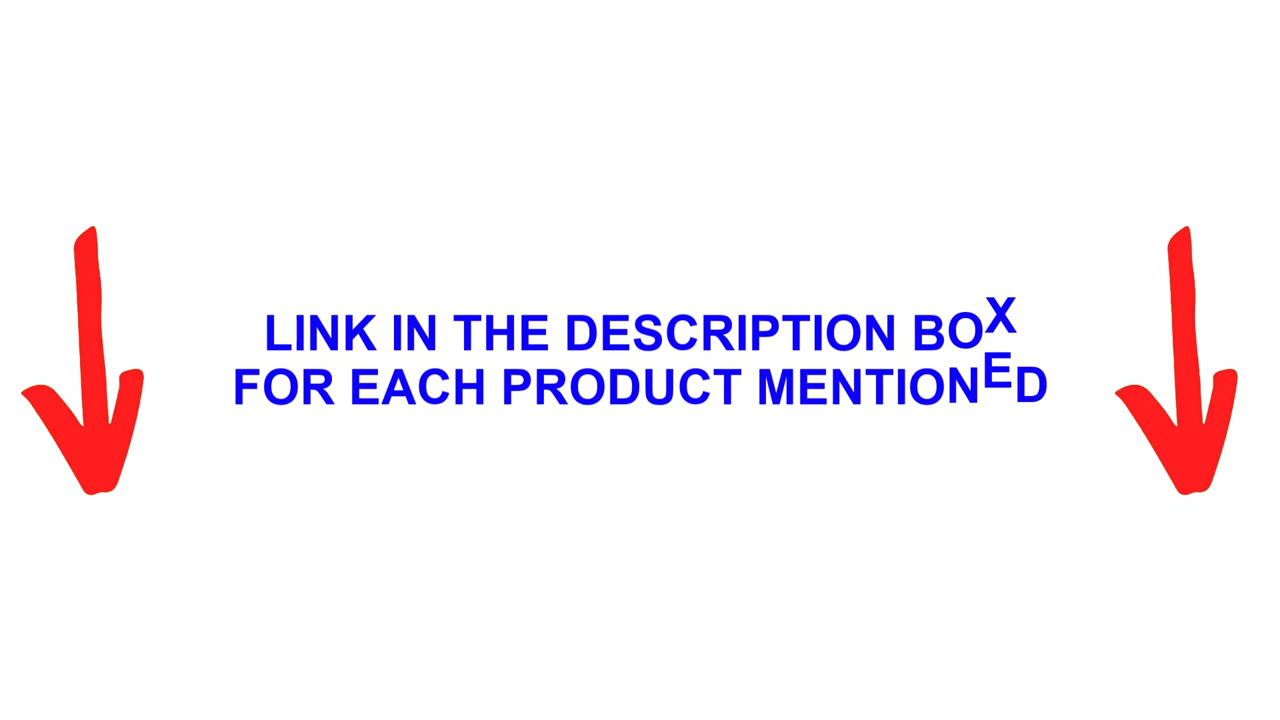 LINK IN THE DESCRIPTION BOX
FOR EACH PRODUCT MENTIONED